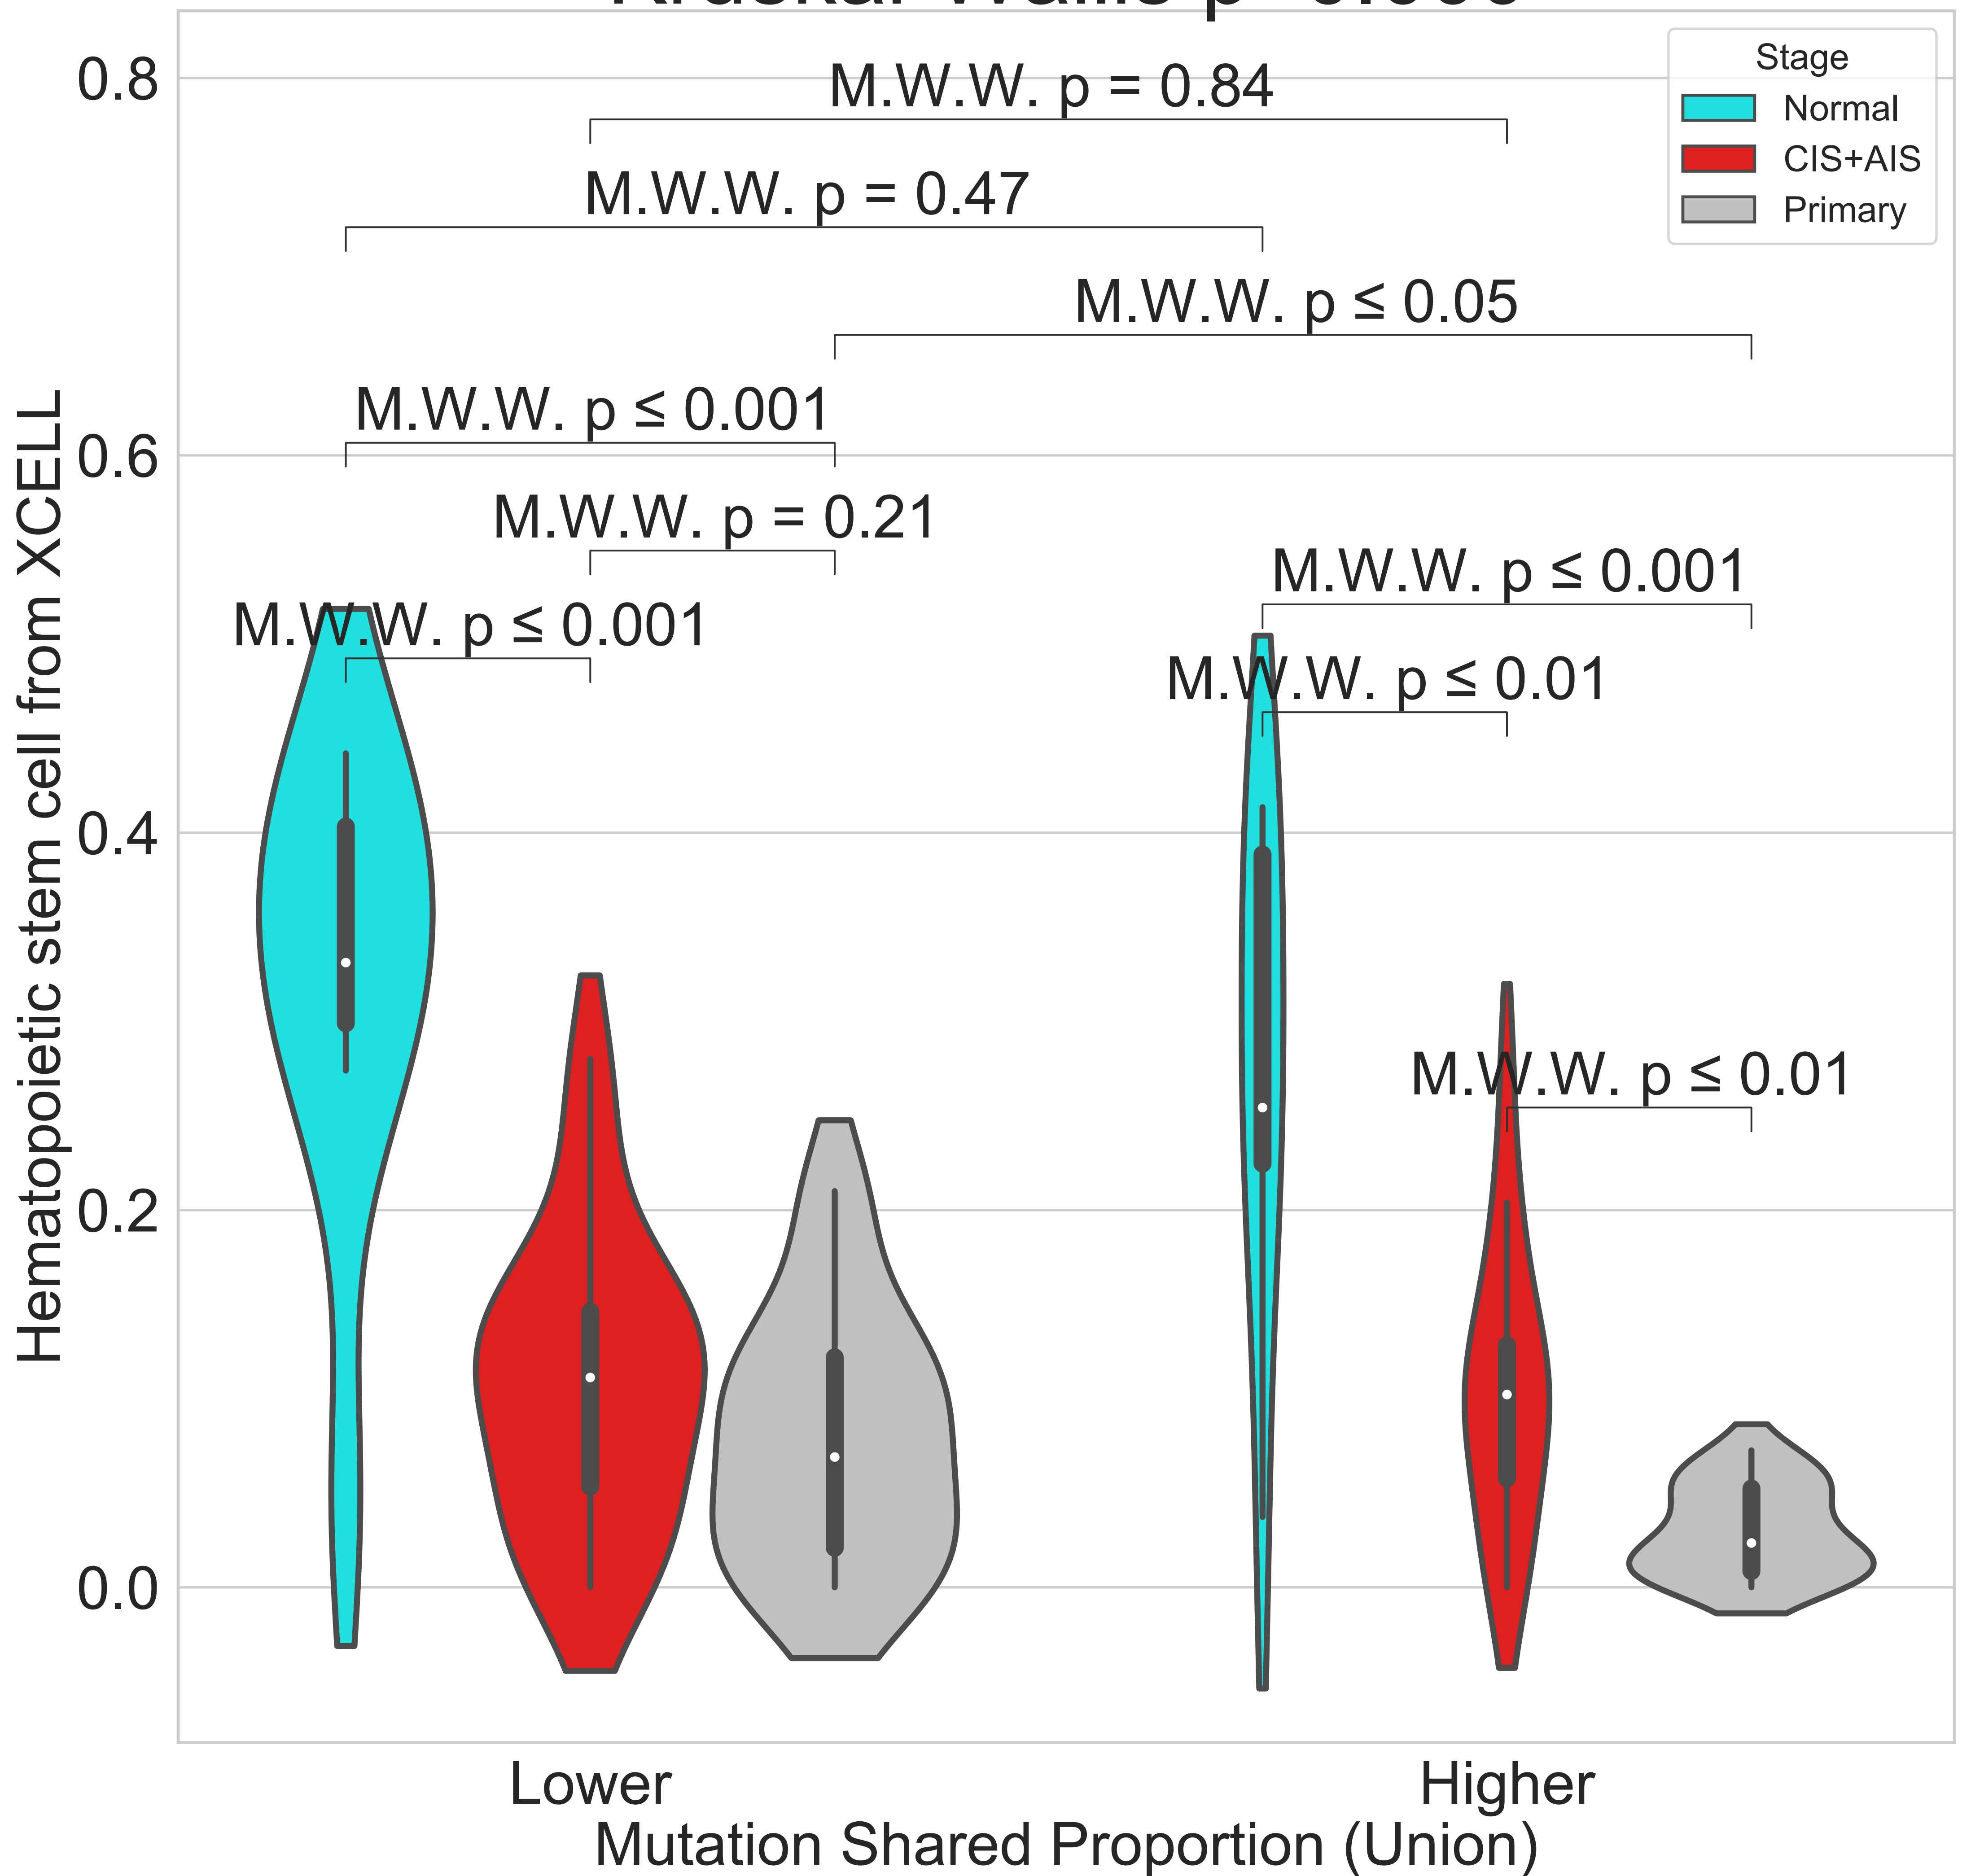 0.8
0.6
0.4
0.2
0.0
Hematopoietic stem cell from XCELL
M.W.W. p = 0.84
M.W.W. p = 0.47
M.W.W. p ≤ 0.05
M.W.W. p ≤ 0.001
M.W.W. p = 0.21
M.W.W. p ≤ 0.001
M.W.W. p ≤ 0.001
M.W.W. p ≤ 0.01
M.W.W. p ≤ 0.01
Stage
Normal
CIS+AIS
Primary
Lower
Higher
Mutation Shared Proportion (Union)